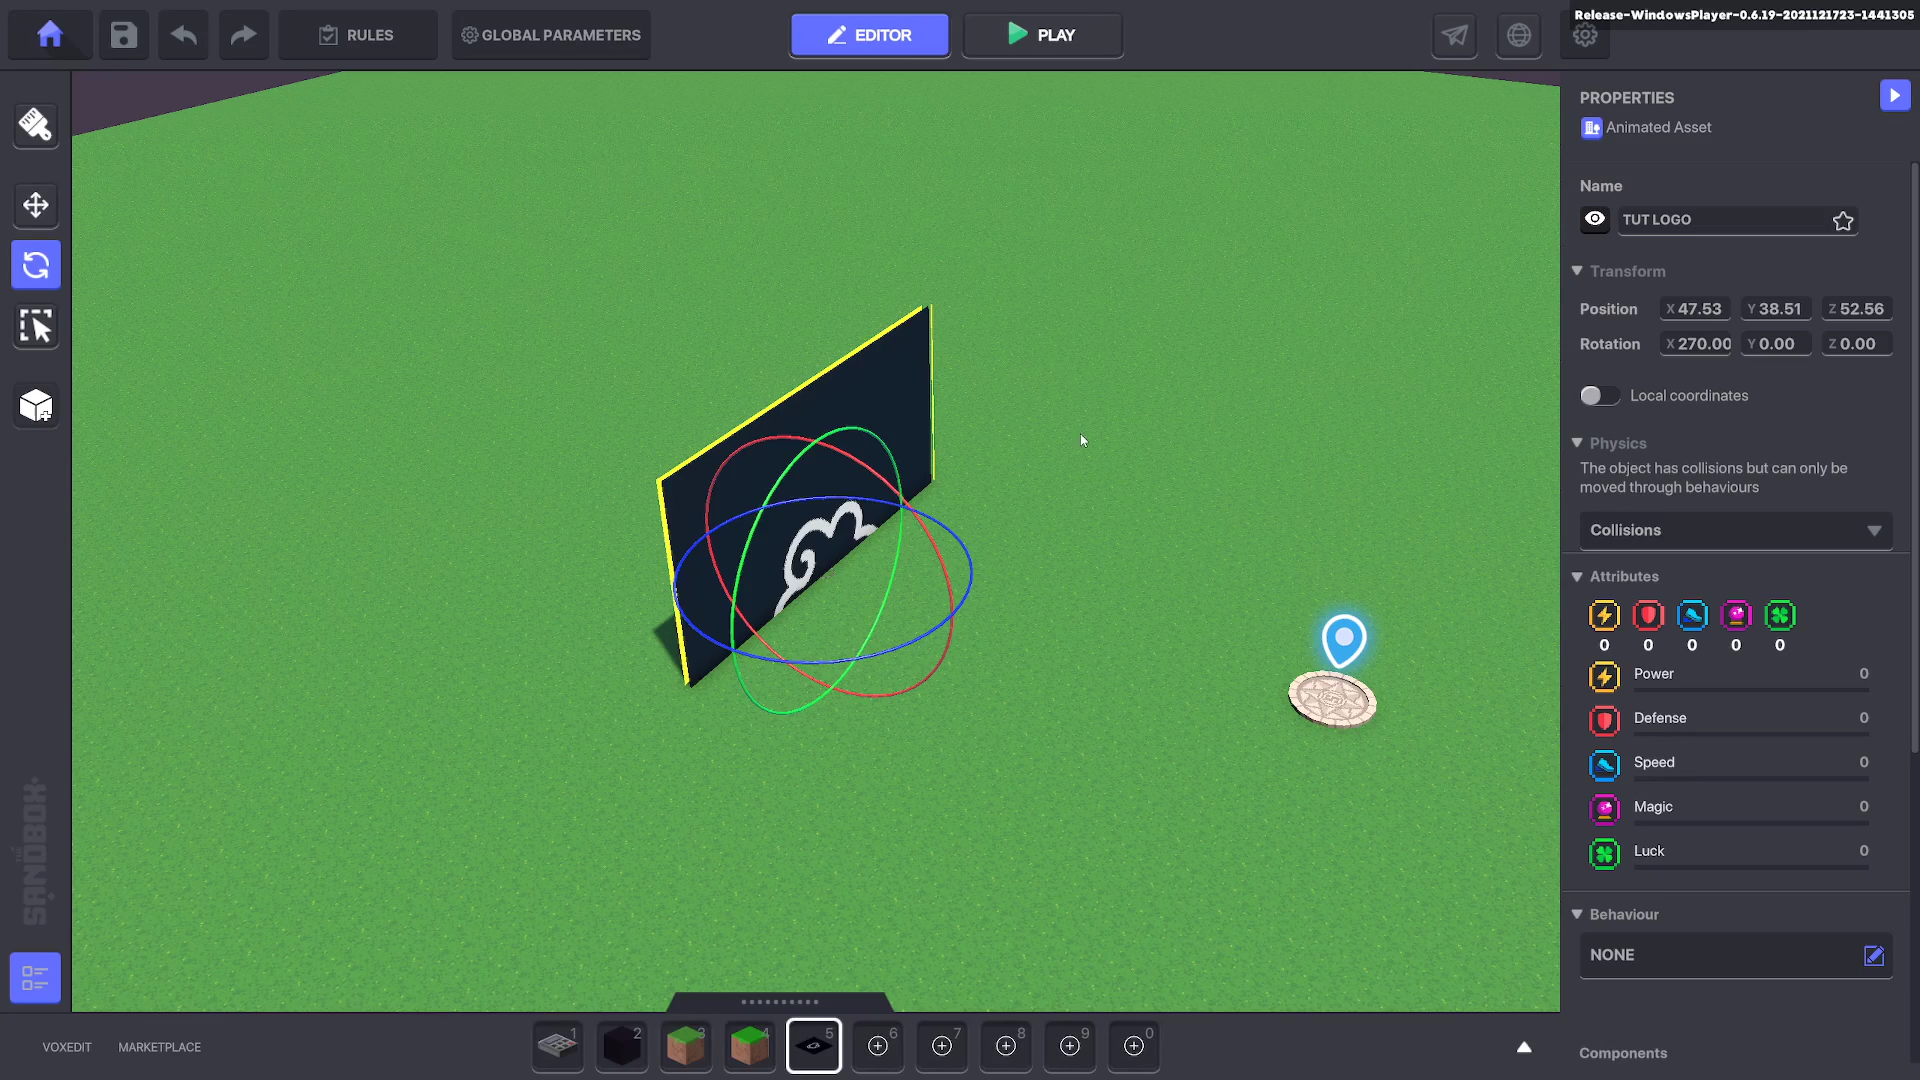 Release-WindowsPlayer-0.6.19-2021121723-1441305
RULES
GLOBAL PARAMETERS
EDITOR
PLAY
PROPERTIES
Animated Asset
Name
TUT LOGO
Transform
Position X 47.53 Y 38.51 Z 52.56
Rotation X 270.00 Y 0.00 Z 0.00
Local coordinates
Physics
The object has collisions but can only be
moved through behaviours
Collisions
Attributes
0 0 0 0 0
Power 0
Defense 0
Speed 0
Magic 0
Luck 0
Behaviour
NONE
Components
THE SANDBOX
VOXEDIT MARKETPLACE
1 2 3 4 5 6 7 8 9 0